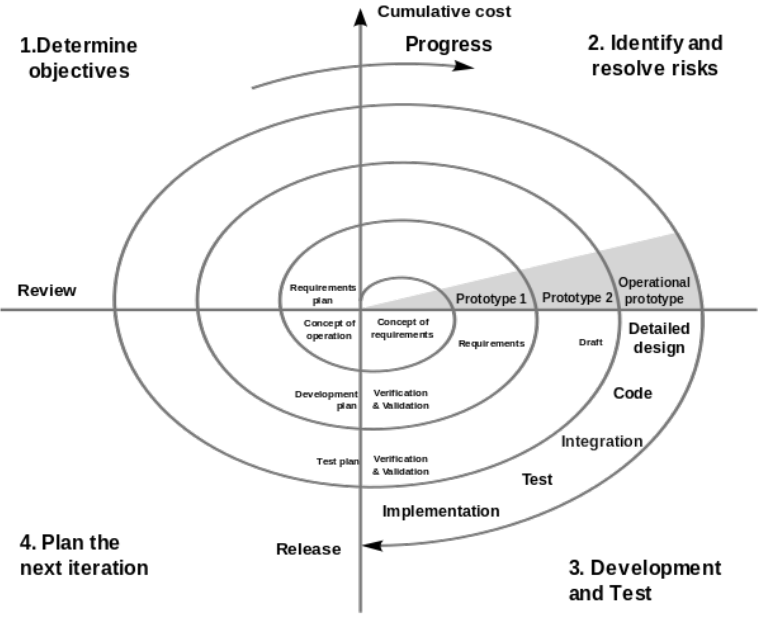 Cumulative cost
Progress
1.Determine
objectives
2. Identify and
resolve risks
Review
Requirements
plan
Prototype 1
Prototype 2
Operational
prototype
Concept of
operation
Concept of
requirements
Requirements
Draft
Detailed
design
Development
plan
Verification
& Validation
Code
Integration
Test plan
Verification
& Validation
Test
Implementation
Release
4. Plan the
next iteration
3. Development
and Test